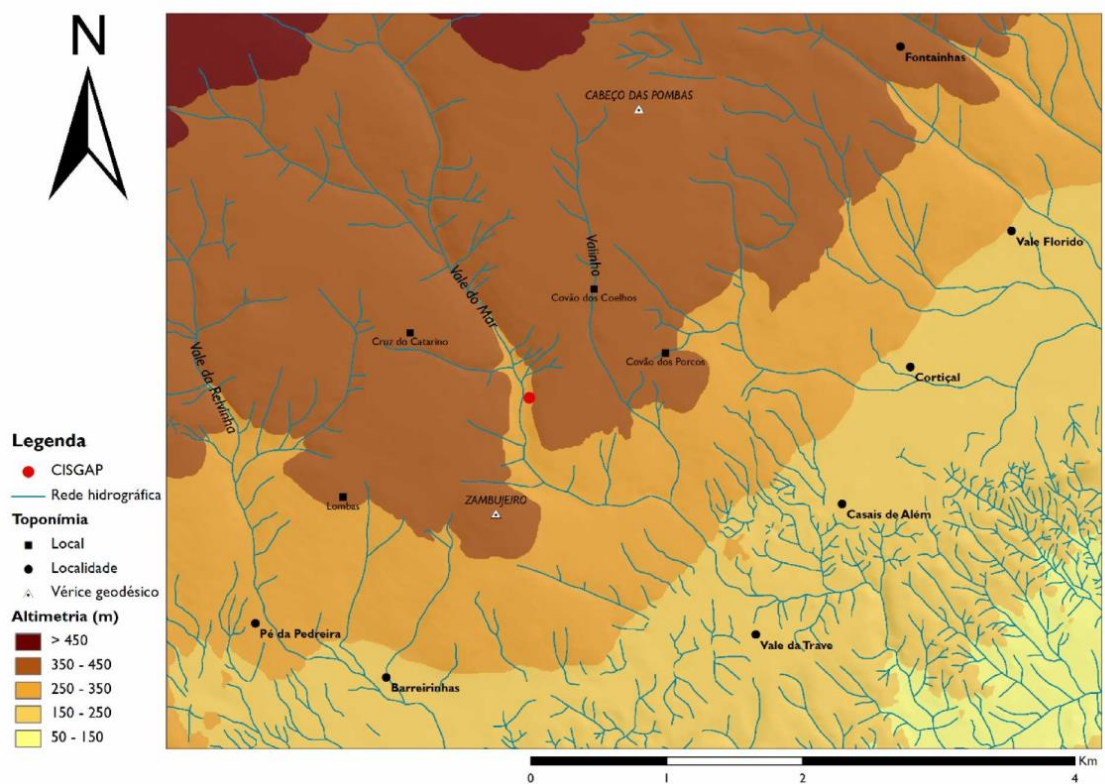 N
Fontainhas
CABEÇO DAS POMBAS
Vale Florido
Valinho
Vale do Mar
Covão dos Coelhos
Cruz do Catarino
Covão dos Porcos
Vale da Relvinha
Cortiçal
Lombas
ZAMBUJEIRO
Casais de Além
Pé da Pedreira
Vale da Trave
Barreirinhas
Legenda
CISGAP
Rede hidrográfica
Toponímia
Local
Localidade
Vérice geodésico
Altimetria (m)
> 450
350 - 450
250 - 350
150 - 250
50 - 150
Km
0 1 2 4